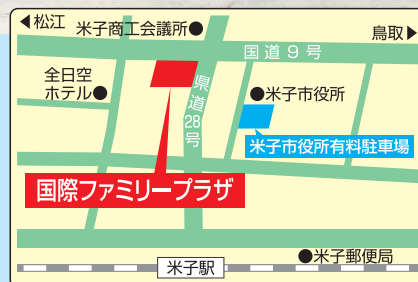 ◀松江
米子商工会議所●
鳥取▶
国道9号
全日空
ホテル●
県道28号
●米子市役所
米子市役所有料駐車場
国際ファミリープラザ
●米子郵便局
米子駅